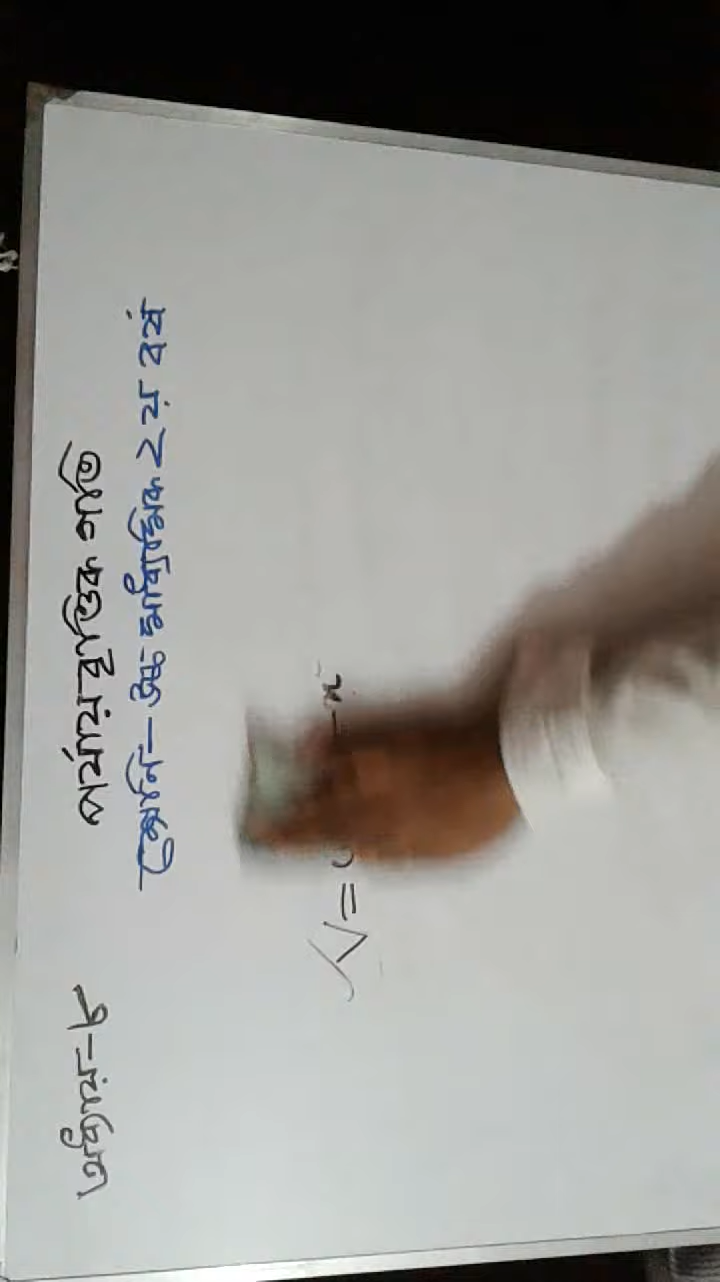 অধ্যায়-৮
পর্যায়বৃত্তিক গতি
শ্রেণি- উচ্চ মাধ্যমিক ২য় বর্ষ
V=
-x